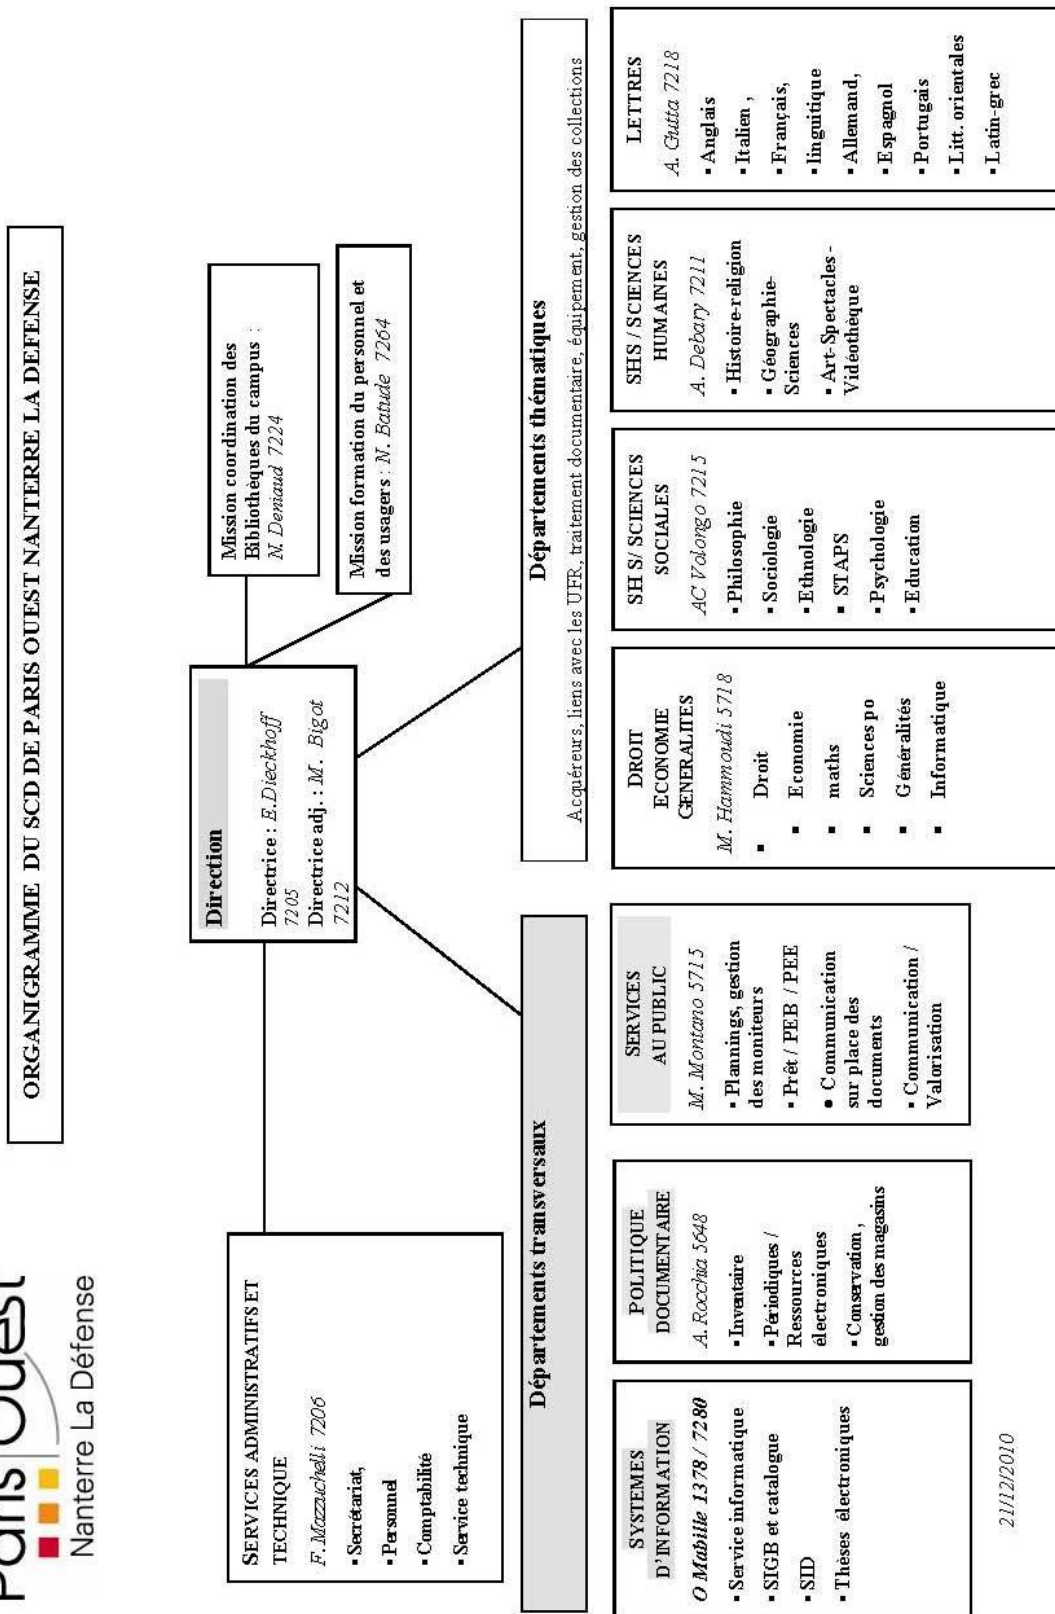 Paris Ouest
Nanterre La Défense
ORGANIGRAMME DU SCD DE PARIS OUEST NANTERRE LA DEFENSE
Mission coordination des
Bibliothèques du campus :
N. Deniaud 7224
Mission formation du personnel et
des usagers : N. Batude 7264
Direction
Directrice : E.Dieckhoff
7205
Directrice adj. : M. Bigot
7212
SERVICES ADMINISTRATIFS ET
TECHNIQUE
F.Mazzuchelli 7206
▪ Secrétariat,
▪ Personnel
▪ Comptabilité
▪ Service technique
Départements transversaux
Départements thématiques
Acquéreurs, liens avec les UFR, traitement documentaire, équipement, gestion des collections
SYSTEMES
D'INFORMATION
O Mabille 1378 / 7280
▪ Service informatique
▪ SIGB et catalogue
▪ SID
▪ Thèses électroniques
POLITIQUE
DOCUMENTAIRE
A. Rocchia 5648
▪ Inventaire
▪ Périodiques /
Ressources
électroniques
▪ Conservation ,
gestion des magasins
SERVICES
AU PUBLIC
M. Montano 5715
▪ Plannings, gestion
des moniteurs
▪ Prêt / PEB / PEE
• Communication
sur place des
documents
▪ Communication /
Valorisation
DROIT
ECONOMIE
GENERALITES
M. Hammoudi 5718
▪ Droit
▪ Economie
▪ maths
▪ Sciences po
▪ Généralités
▪ Informatique
SH S/ SCIENCES
SOCIALES
AC Volongo 7215
▪ Philosophie
▪ Sociologie
▪ Ethnologie
▪ STAPS
▪ Psychologie
▪ Education
SHS / SCIENCES
HUMAINES
A. Debary 7211
▪ Histoire-religion
▪ Géographie-
Sciences
▪ Art-Spectacles -
Vidéothèque
LETTRES
A. Gutta 7218
▪ Anglais
▪ Italien ,
▪ Français,
▪ linguitique
▪ Allemand,
▪ Espagnol
▪ Portugais
▪ Litt. orientales
▪ Latin-grec
21/12/2010